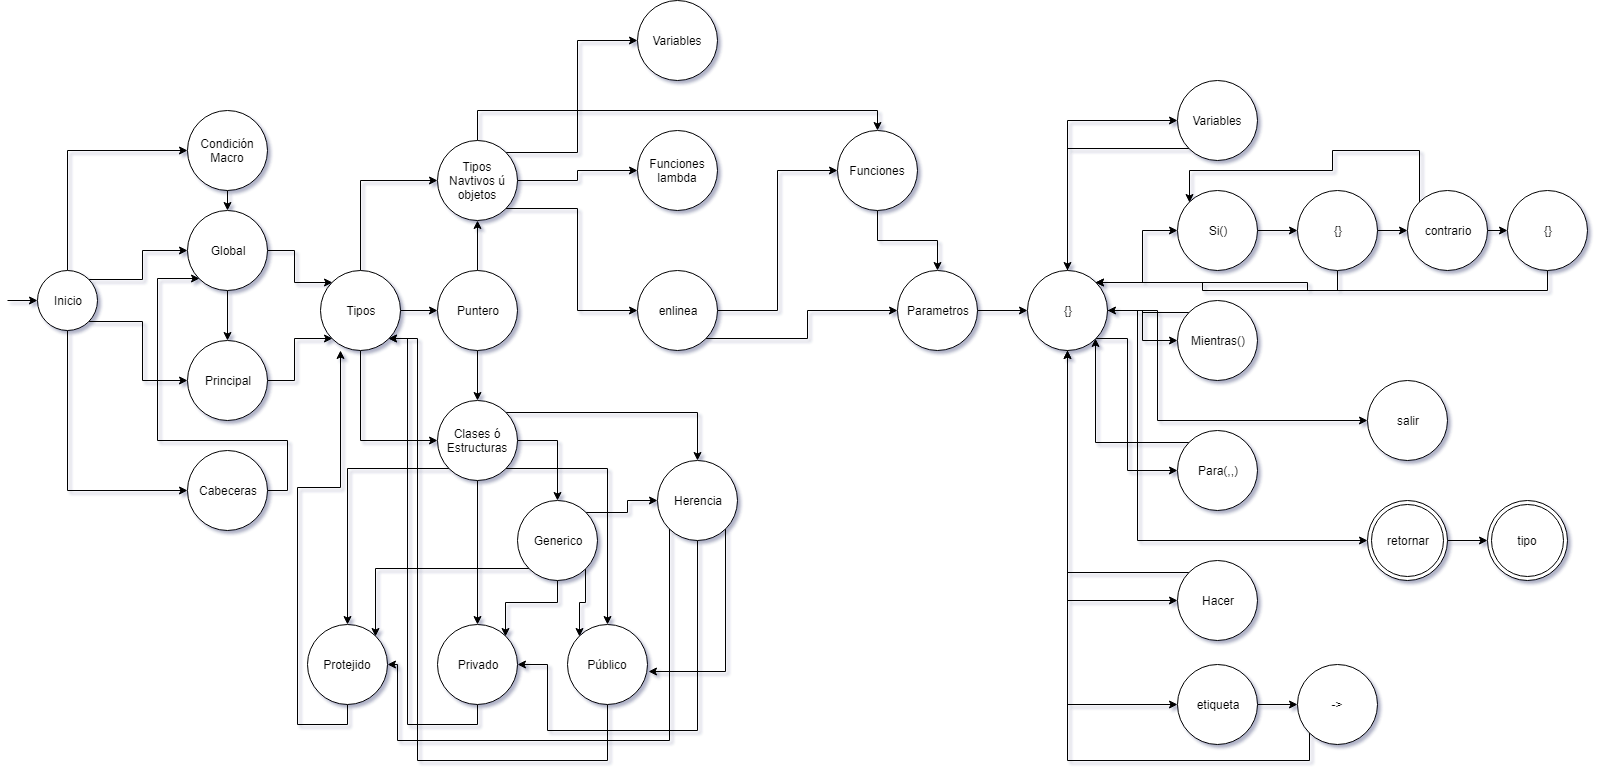 Variables
Condición
Macro
Global
Inicio
Principal
Cabeceras
Tipos
Tipos
Navtivos ú
objetos
Puntero
Clases ó
Estructuras
Generico
Herencia
Protejido
Privado
Público
Funciones
lambda
enlinea
Funciones
Parametros
{}
Variables
Si()
{}
contrario
{}
Mientras()
salir
Para(,,)
retornar
tipo
Hacer
etiqueta
->